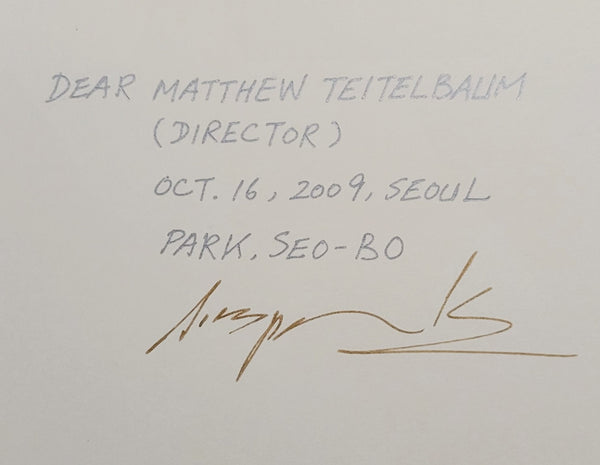 DEAR MATTHEW TEITELBAUM
(DIRECTOR)
OCT. 16, 2009, SEOUL
PARK, SEO-BO